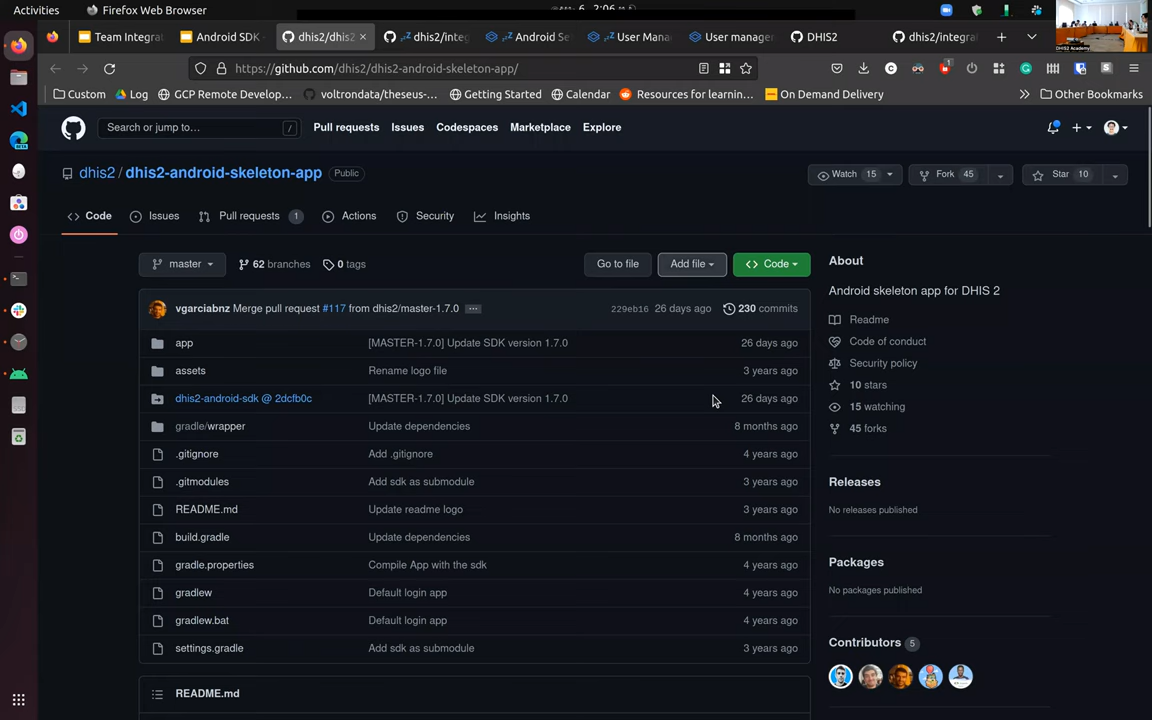 Activities
Firefox Web Browser
6 2:06
Team Integra
Android SDK
dhis2/dhis2
dhis2/integ
Android Se
User Mana
User manage
DHIS2
dhis2/integra
https://github.com/dhis2/dhis2-android-skeleton-app/
Custom
Log
GCP Remote Develop...
voltrondata/theseus-...
Getting Started
Calendar
Resources for learnin...
On Demand Delivery
Other Bookmarks
DHIS2 Academy
Search or jump to...
/
Pull requests
Issues
Codespaces
Marketplace
Explore
dhis2 / dhis2-android-skeleton-app
Public
Watch 15
Fork 45
Star 10
Code
Issues
Pull requests 1
Actions
Security
Insights
master
62 branches
0 tags
Go to file
Add file
Code
vgarciabnz Merge pull request #117 from dhis2/master-1.7.0 ...
229eb16 26 days ago
230 commits
app [MASTER-1.7.0] Update SDK version 1.7.0 26 days ago
assets Rename logo file 3 years ago
dhis2-android-sdk @ 2dcfb0c [MASTER-1.7.0] Update SDK version 1.7.0 26 days ago
gradle/wrapper Update dependencies 8 months ago
.gitignore Add .gitignore 4 years ago
.gitmodules Add sdk as submodule 3 years ago
README.md Update readme logo 3 years ago
build.gradle Update dependencies 8 months ago
gradle.properties Compile App with the sdk 4 years ago
gradlew Default login app 4 years ago
gradlew.bat Default login app 4 years ago
settings.gradle Add sdk as submodule 3 years ago
README.md
About
Android skeleton app for DHIS 2
Readme
Code of conduct
Security policy
10 stars
15 watching
45 forks
Releases
No releases published
Packages
No packages published
Contributors 5